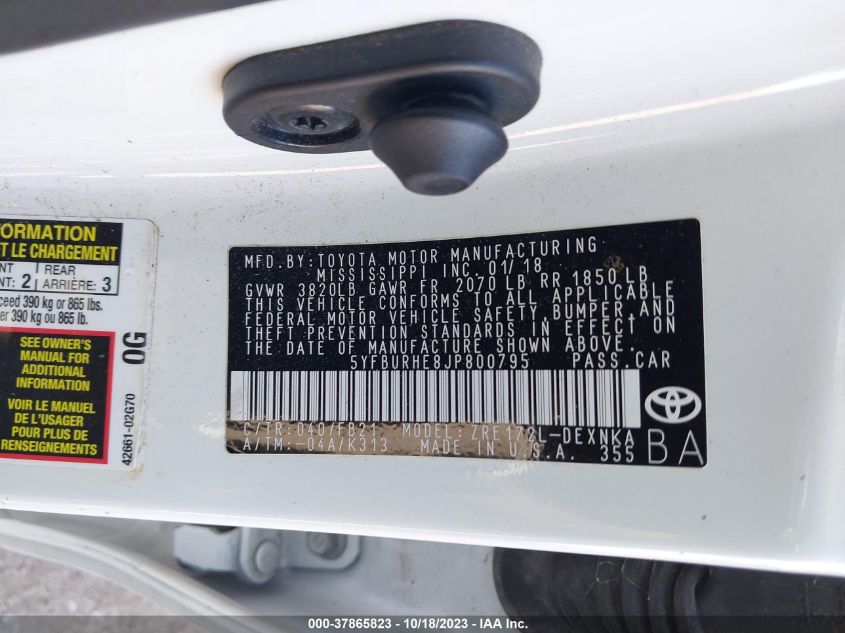 ORMATION
T LE CHARGEMENT
NT : 2 REAR ARRIÈRE: 3
ceed 390 kg or 865 lbs.
er 390 kg ou 865 lb.
SEE OWNER'S
MANUAL FOR
ADDITIONAL
INFORMATION
VOIR LE MANUEL
DE L'USAGER
POUR PLUS DE
RENSEIGNEMENTS
0G
42661-02G70
MFD.BY:TOYOTA MOTOR MANUFACTURING
MISSISSIPPI INC.01/18
GVWR 3820LB GAWR FR 2070 LB RR 1850 LB
THIS VEHICLE CONFORMS TO ALL APPLICABLE
FEDERAL MOTOR VEHICLE SAFETY,BUMPER,AND
THEFT PREVENTION STANDARDS IN EFFECT ON
THE DATE OF MANUFACTURE SHOWN ABOVE.
5YFBURHE8JP800795 PASS.CAR
C/TR:040/FB21 MODEL:ZRE172L-DEXNKA
A/TM:-04A/K313 MADE IN U.S.A. 355
BA
000-37865823 - 10/18/2023 - IAA Inc.